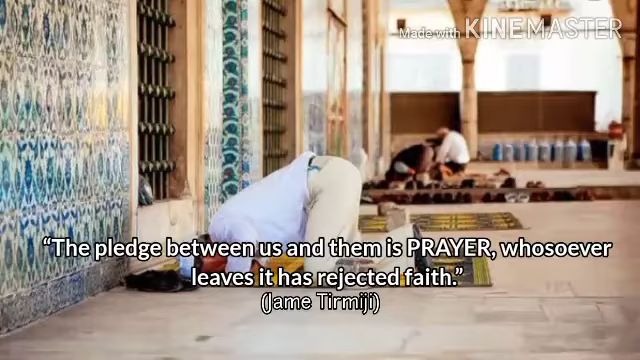 Made with KINEMASTER
“The pledge between us and them is PRAYER, whosoever
leaves it has rejected faith.”
(Jame Tirmiji)